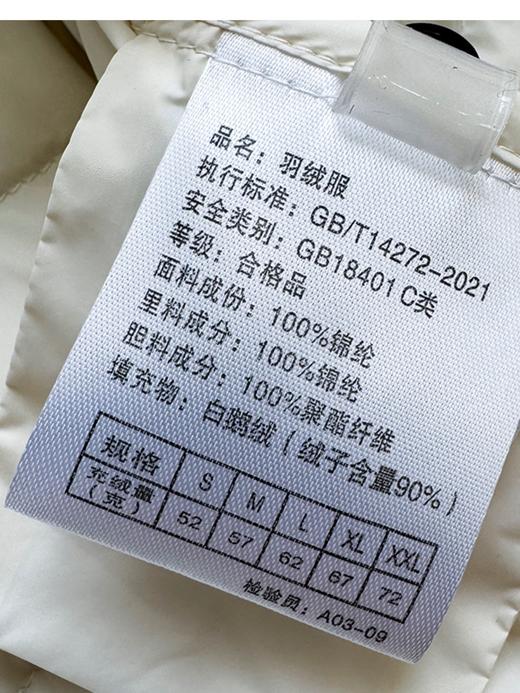 品名：羽绒服
执行标准：GB/T14272-2021
安全类别：GB18401 C类
等级：合格品
面料成份：100%锦纶
里料成分：100%锦纶
胆料成分：100%聚酯纤维
填充物：白鹅绒（绒子含量90%）
规格 S M L XL XXL
充绒量（克） 52 57 62 67 72
检验员：A03-09